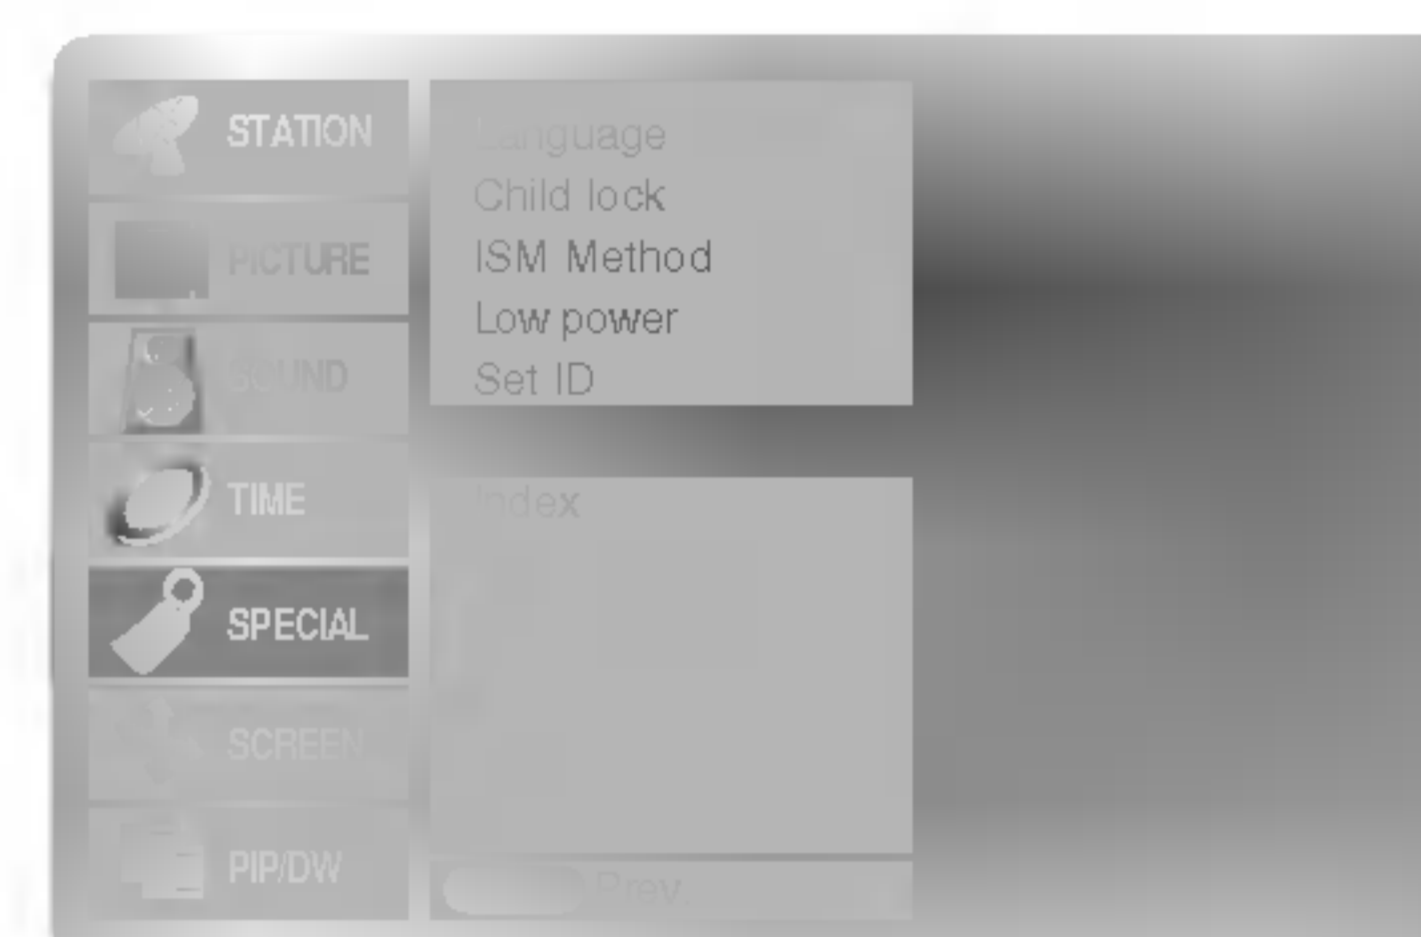 STATION
PICTURE
SOUND
TIME
SPECIAL
SCREEN
PIP/DW
Language
Child lock
ISM Method
Low power
Set ID
Index
Prev.